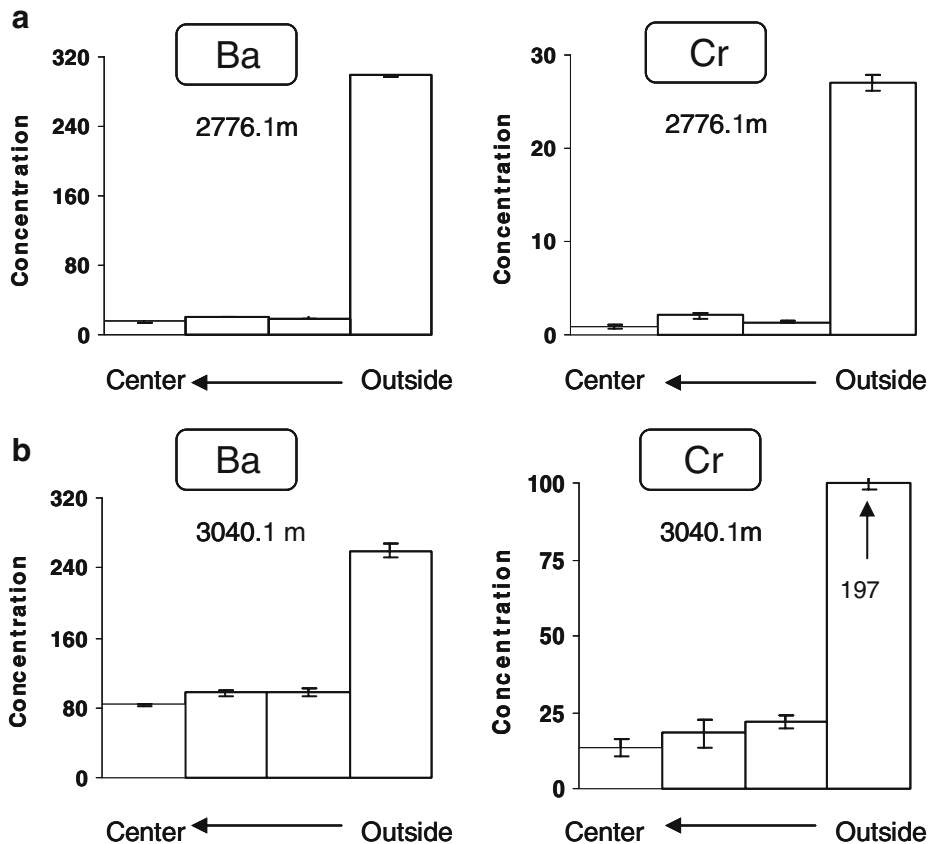 a
Ba
2776.1m
Concentration
320
240
160
80
0
Center
Outside
Cr
2776.1m
Concentration
30
20
10
0
Center
Outside
b
Ba
3040.1 m
Concentration
320
240
160
80
0
Center
Outside
Cr
3040.1m
Concentration
100
75
50
25
0
197
Center
Outside